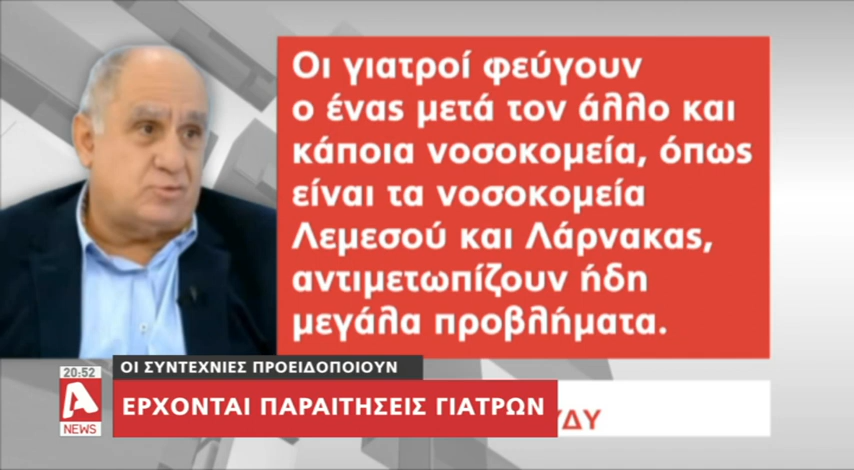 Οι γιατροί φεύγουν
ο ένας μετά τον άλλο και
κάποια νοσοκομεία, όπως
είναι τα νοσοκομεία
Λεμεσού και Λάρνακας,
αντιμετωπίζουν ήδη
μεγάλα προβλήματα.
20:52
ΟΙ ΣΥΝΤΕΧΝΙΕΣ ΠΡΟΕΙΔΟΠΟΙΟΥΝ
A
NEWS
ΕΡΧΟΝΤΑΙ ΠΑΡΑΙΤΗΣΕΙΣ ΓΙΑΤΡΩΝ